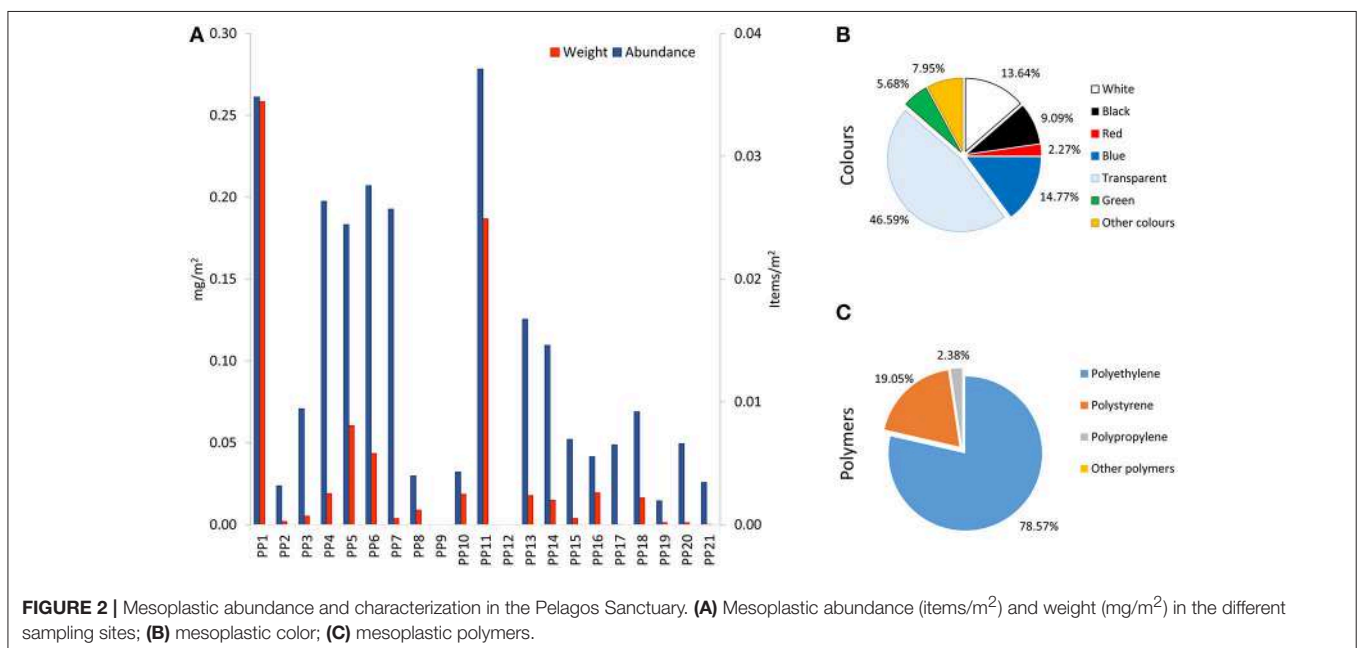 A
0.30
0.25
0.20
0.15
0.10
0.05
0.00
mg/m²
Weight
Abundance
0.04
0.03
0.02
0.01
0.00
Items/m²
PP1
PP2
PP3
PP4
PP5
PP6
PP7
PP8
PP9
PP10
PP11
PP12
PP13
PP14
PP15
PP16
PP17
PP18
PP19
PP20
PP21
B
Colours
7.95%
13.64%
5.68%
9.09%
2.27%
14.77%
46.59%
White
Black
Red
Blue
Transparent
Green
Other colours
C
Polymers
2.38%
19.05%
78.57%
Polyethylene
Polystyrene
Polypropylene
Other polymers
FIGURE 2 | Mesoplastic abundance and characterization in the Pelagos Sanctuary. (A) Mesoplastic abundance (items/m²) and weight (mg/m²) in the different
sampling sites; (B) mesoplastic color; (C) mesoplastic polymers.